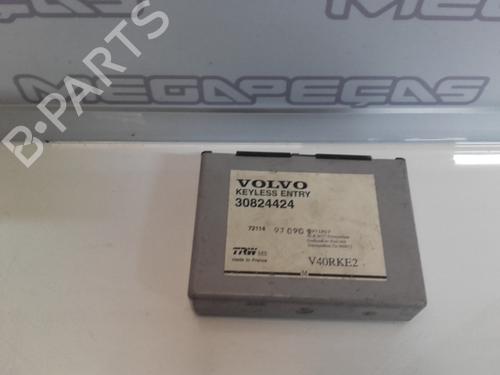 MEGAPEÇAS
B-PARTS
VOLVO
KEYLESS ENTRY
30824424
72114
TRW
made in France
V40RKE2
M